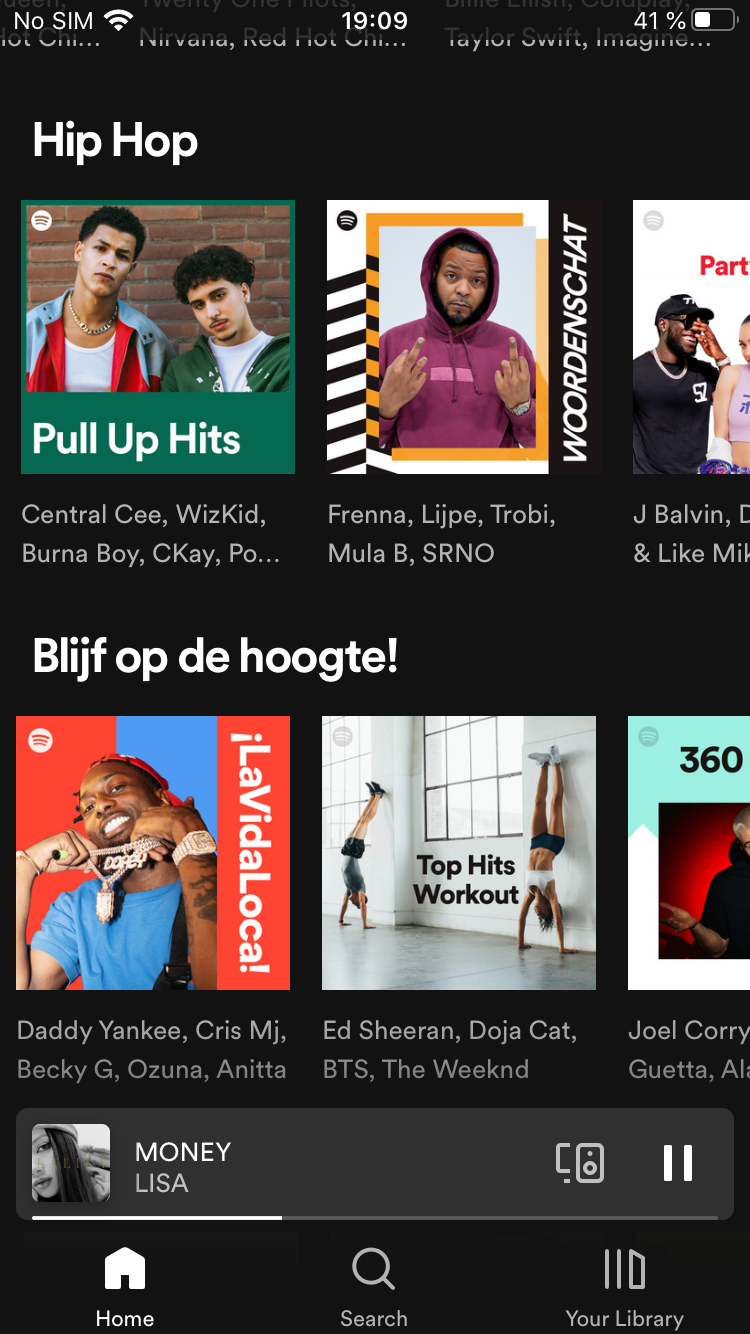 No SIM 19:09 41 %
Nirvana, Red Hot Chi...
Taylor Swift, Imagine...
Hip Hop
Pull Up Hits
WOORDENSCHAT
Part
Central Cee, WizKid,
Burna Boy, CKay, Po...
Frenna, Lijpe, Trobi,
Mula B, SRNO
J Balvin, D
& Like Mik
Blijf op de hoogte!
¡LaVidaLoca!
Top Hits
Workout
360
Daddy Yankee, Cris Mj,
Becky G, Ozuna, Anitta
Ed Sheeran, Doja Cat,
BTS, The Weeknd
Joel Corry
Guetta, Ala
MONEY
LISA
Home
Search
Your Library